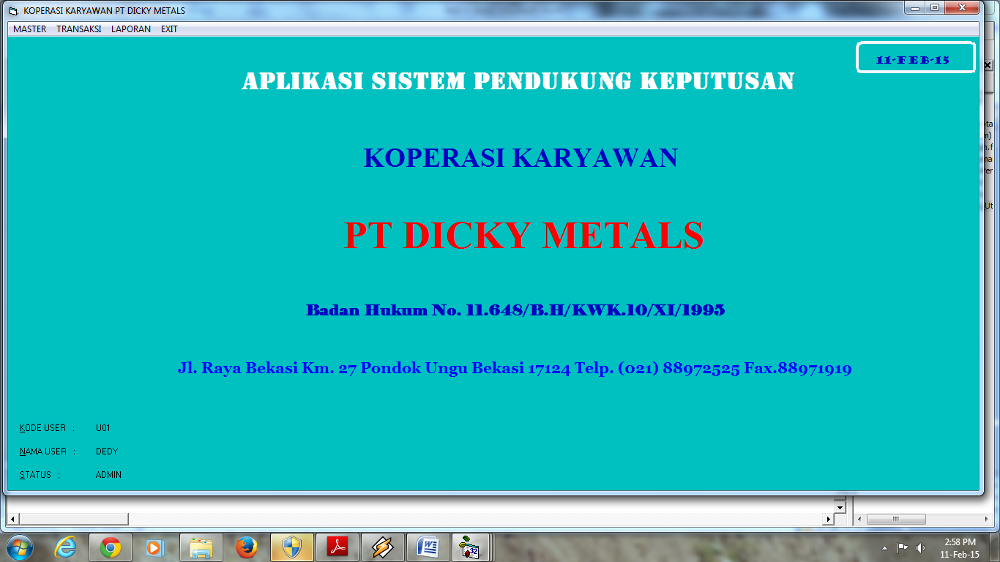 KOPERASI KARYAWAN PT DICKY METALS
MASTER TRANSAKSI LAPORAN EXIT
11-FEB-15
APLIKASI SISTEM PENDUKUNG KEPUTUSAN
KOPERASI KARYAWAN
PT DICKY METALS
Badan Hukum No. 11.648/B.H/KWK.10/XI/1995
Jl. Raya Bekasi Km. 27 Pondok Ungu Bekasi 17124 Telp. (021) 88972525 Fax.88971919
KODE USER : U01
NAMA USER : DEDY
STATUS : ADMIN
2:58 PM
11-Feb-15